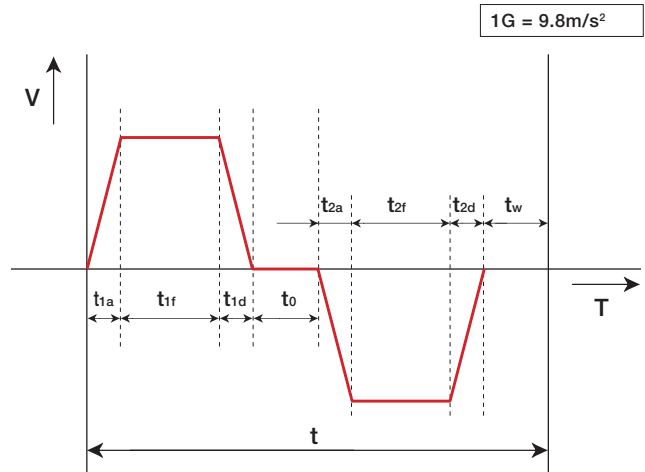 1G = 9.8m/s²
V
t2a t2f t2d tw
t1a t1f t1d t0
T
t